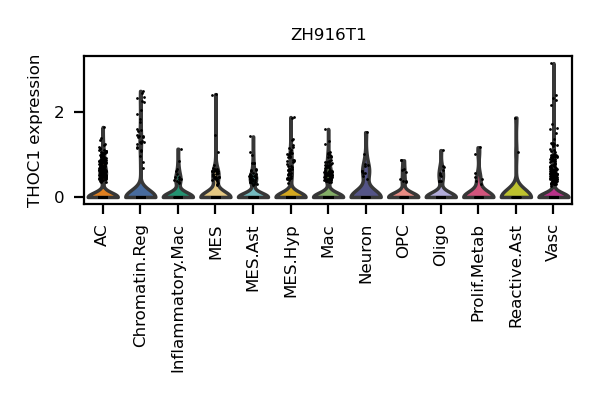 ZH916T1
THOC1 expression
2
0
AC
Chromatin.Reg
Inflammatory.Mac
MES
MES.Ast
MES.Hyp
Mac
Neuron
OPC
Oligo
Prolif.Metab
Reactive.Ast
Vasc